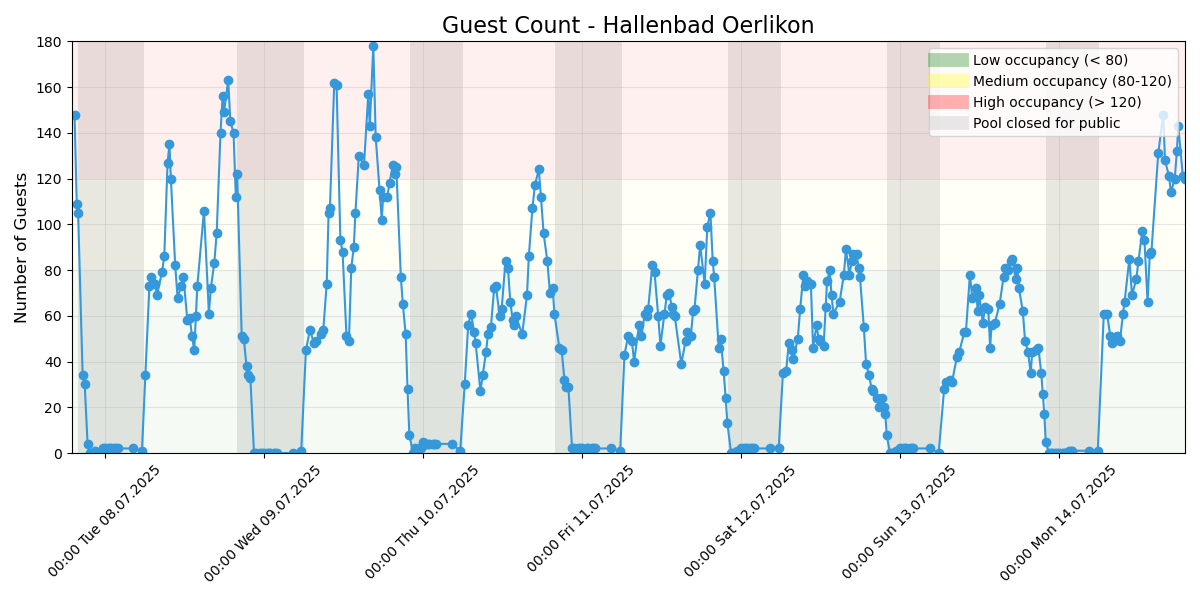 Guest Count - Hallenbad Oerlikon
Number of Guests
180
160
140
120
100
80
60
40
20
0
Low occupancy (< 80)
Medium occupancy (80-120)
High occupancy (> 120)
Pool closed for public
00:00 Tue 08.07.2025
00:00 Wed 09.07.2025
00:00 Thu 10.07.2025
00:00 Fri 11.07.2025
00:00 Sat 12.07.2025
00:00 Sun 13.07.2025
00:00 Mon 14.07.2025